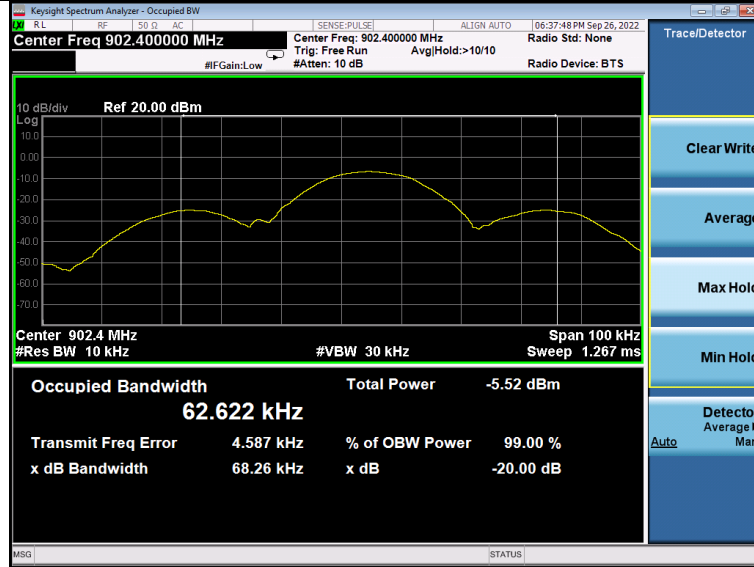 Keysight Spectrum Analyzer - Occupied BW
LXI RL RF 50 Ω AC SENSE:PULSE ALIGN AUTO 06:37:48 PM Sep 26, 2022
Center Freq 902.400000 MHz
Center Freq: 902.400000 MHz Radio Std: None
Trig: Free Run Avg|Hold:>10/10
#IFGain:Low #Atten: 10 dB Radio Device: BTS
10 dB/div Ref 20.00 dBm
Log
10.0
0.00
-10.0
-20.0
-30.0
-40.0
-50.0
-60.0
-70.0
Center 902.4 MHz Span 100 kHz
#Res BW 10 kHz #VBW 30 kHz Sweep 1.267 ms
Occupied Bandwidth Total Power -5.52 dBm
62.622 kHz
Transmit Freq Error 4.587 kHz % of OBW Power 99.00 %
x dB Bandwidth 68.26 kHz x dB -20.00 dB
MSG STATUS
Trace/Detector
Clear Write
Average
Max Hold
Min Hold
Detecto
Average
Auto Mar